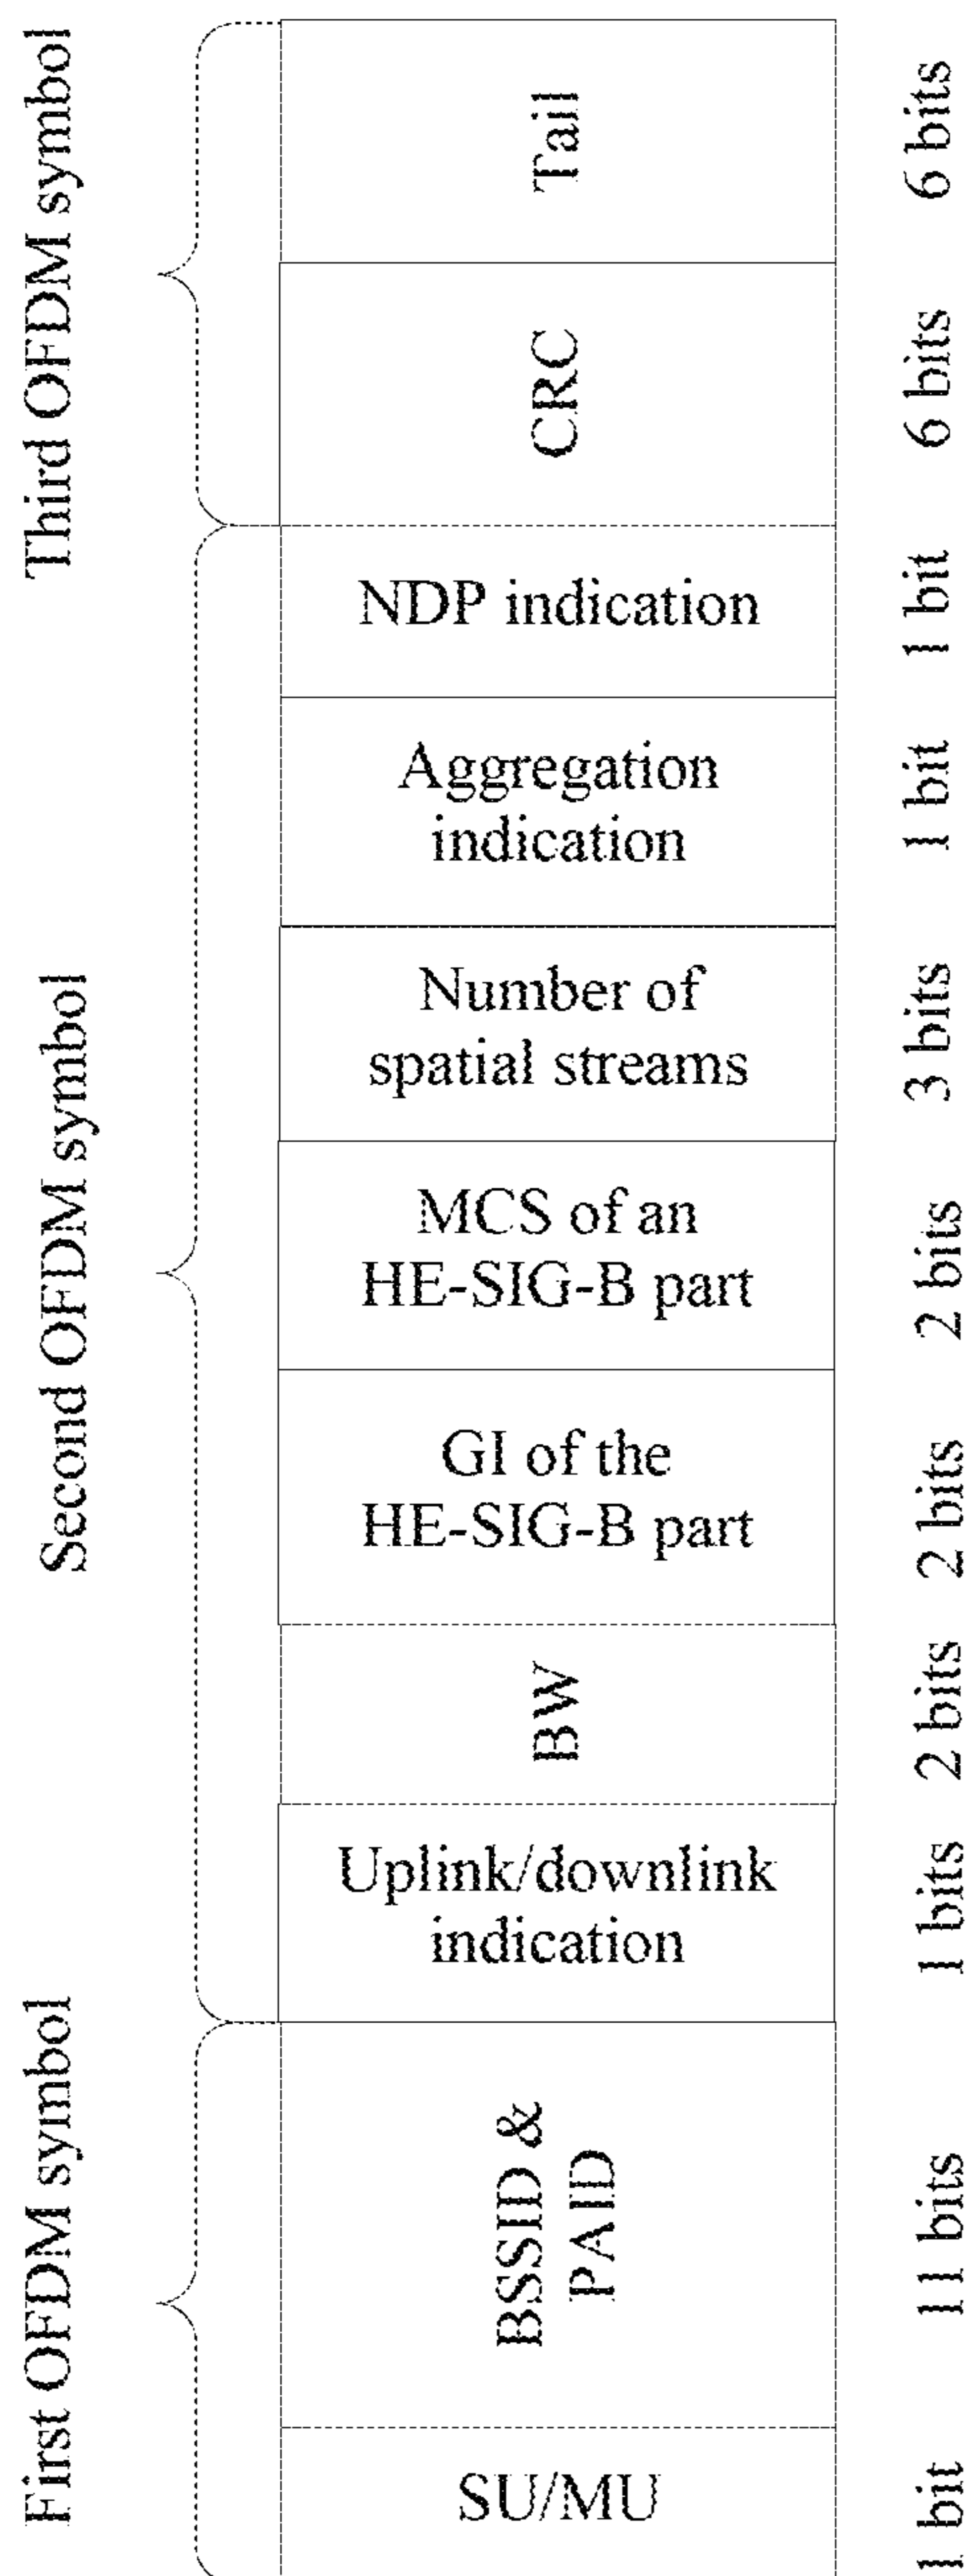 First OFDM symbol
Second OFDM symbol
Third OFDM symbol
SU/MU
BSSID &
PAID
Uplink/downlink
indication
BW
GI of the
HE-SIG-B part
MCS of an
HE-SIG-B part
Number of
spatial streams
Aggregation
indication
NDP indication
CRC
Tail
1 bit
11 bits
1 bits
2 bits
2 bits
2 bits
3 bits
1 bit
1 bit
6 bits
6 bits